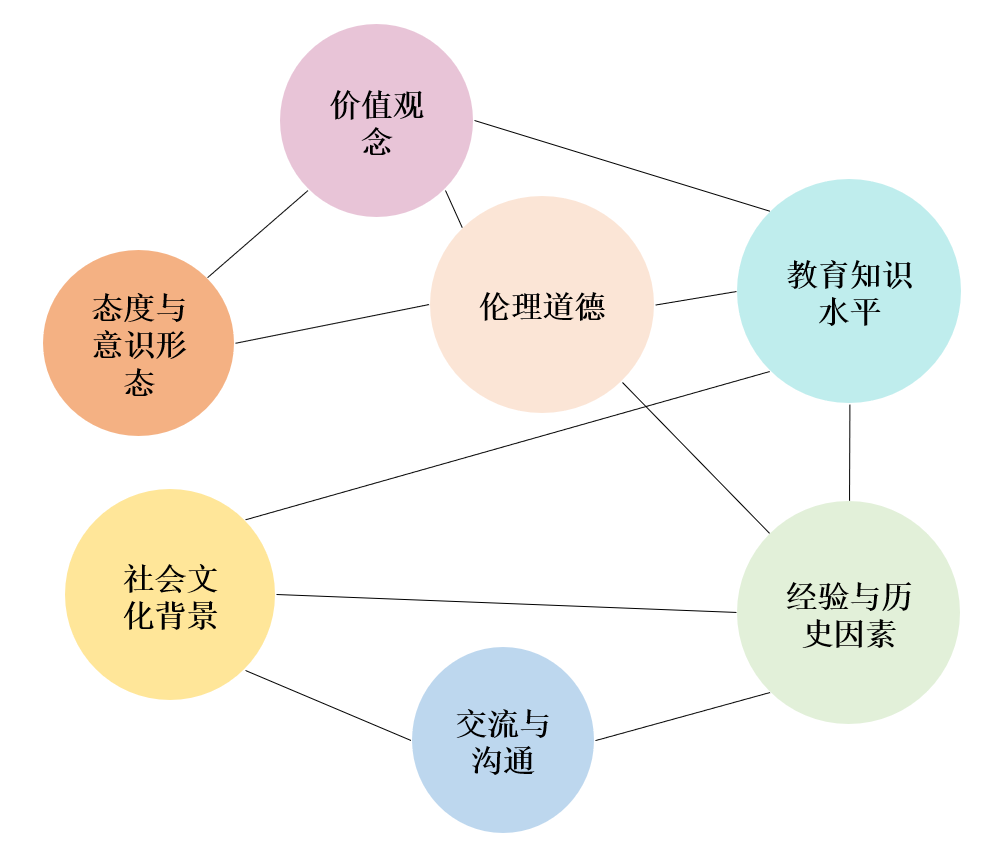 价值观
念
教育知识
水平
伦理道德
态度与
意识形
态
社会文
化背景
经验与历
史因素
交流与
沟通